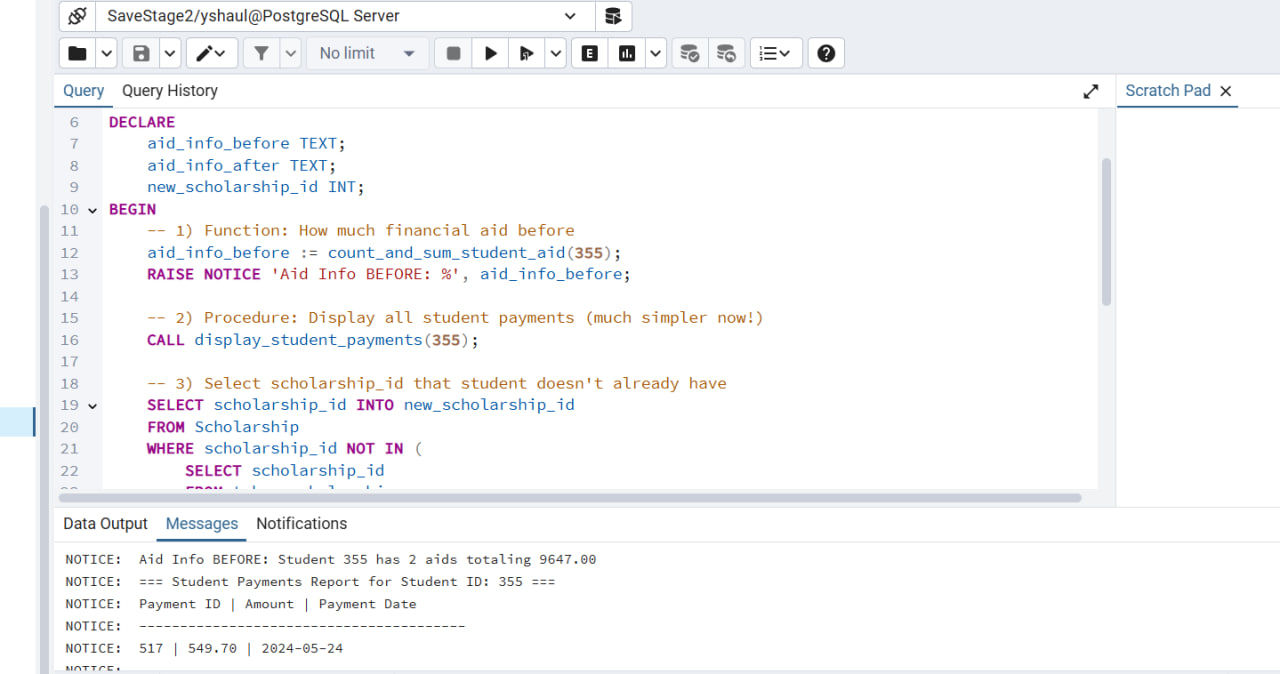 SaveStage2/yshaul@PostgreSQL Server
No limit
E
?
Query Query History
Scratch Pad
6 DECLARE
7 aid_info_before TEXT;
8 aid_info_after TEXT;
9 new_scholarship_id INT;
10 BEGIN
11 -- 1) Function: How much financial aid before
12 aid_info_before := count_and_sum_student_aid(355);
13 RAISE NOTICE 'Aid Info BEFORE: %', aid_info_before;
14
15 -- 2) Procedure: Display all student payments (much simpler now!)
16 CALL display_student_payments(355);
17
18 -- 3) Select scholarship_id that student doesn't already have
19 SELECT scholarship_id INTO new_scholarship_id
20 FROM Scholarship
21 WHERE scholarship_id NOT IN (
22 SELECT scholarship_id
Data Output Messages Notifications
NOTICE: Aid Info BEFORE: Student 355 has 2 aids totaling 9647.00
NOTICE: === Student Payments Report for Student ID: 355 ===
NOTICE: Payment ID | Amount | Payment Date
NOTICE: ----------------------------------------
NOTICE: 517 | 549.70 | 2024-05-24
NOTICE: